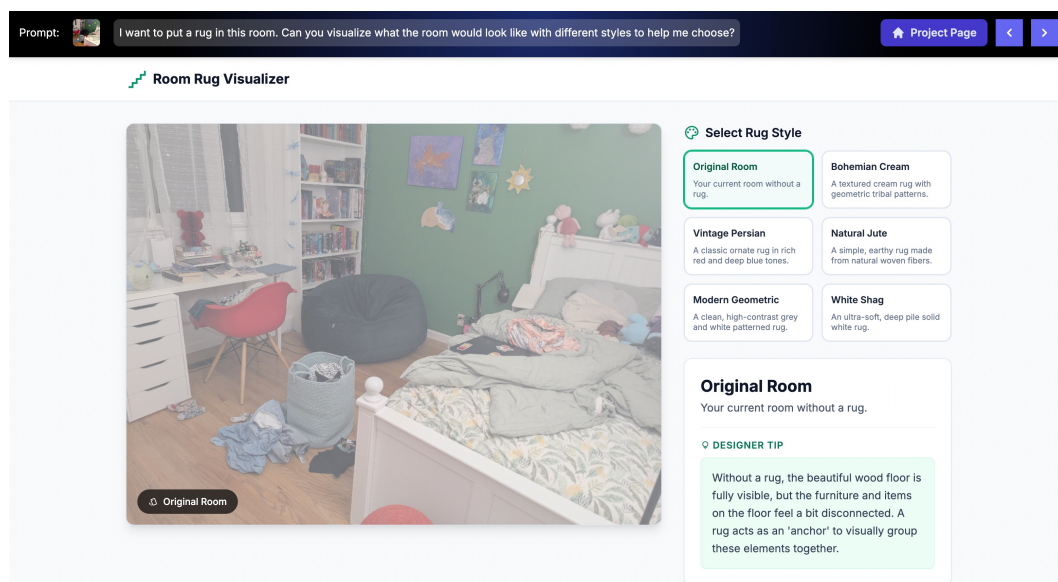 Prompt:
I want to put a rug in this room. Can you visualize what the room would look like with different styles to help me choose?
Project Page
Room Rug Visualizer
Original Room
Select Rug Style
Original Room
Your current room without a
rug.
Bohemian Cream
A textured cream rug with
geometric tribal patterns.
Vintage Persian
A classic ornate rug in rich
red and deep blue tones.
Natural Jute
A simple, earthy rug made
from natural woven fibers.
Modern Geometric
A clean, high-contrast grey
and white patterned rug.
White Shag
An ultra-soft, deep pile solid
white rug.
Original Room
Your current room without a rug.
DESIGNER TIP
Without a rug, the beautiful wood floor is
fully visible, but the furniture and items
on the floor feel a bit disconnected. A
rug acts as an 'anchor' to visually group
these elements together.